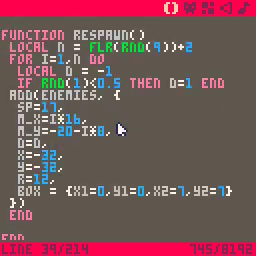 FUNCTION RESPAWN()
LOCAL N = FLR(RND(9))+2
FOR I=1,N DO
LOCAL D = -1
IF RND(1)<0.5 THEN D=1 END
ADD(ENEMIES, {
SP=17,
M_X=I*16,
M_Y=-20-I*8,
D=D,
X=-32,
Y=-32,
R=12,
BOX = {X1=0,Y1=0,X2=7,Y2=7}
})
END
END
LINE 39/214 745/8192